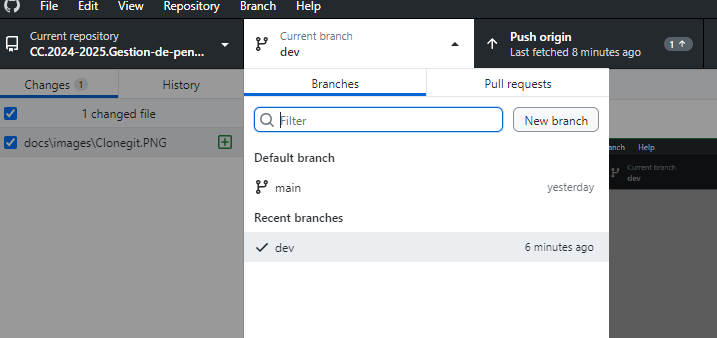 File Edit View Repository Branch Help
Current repository
CC.2024-2025.Gestion-de-pen...
Current branch
dev
Push origin
Last fetched 8 minutes ago
1
Changes 1
History
Branches
Pull requests
1 changed file
Filter
New branch
docs\images\Clonegit.PNG
Default branch
main
yesterday
Recent branches
dev
6 minutes ago
anch Help
Current branch
dev